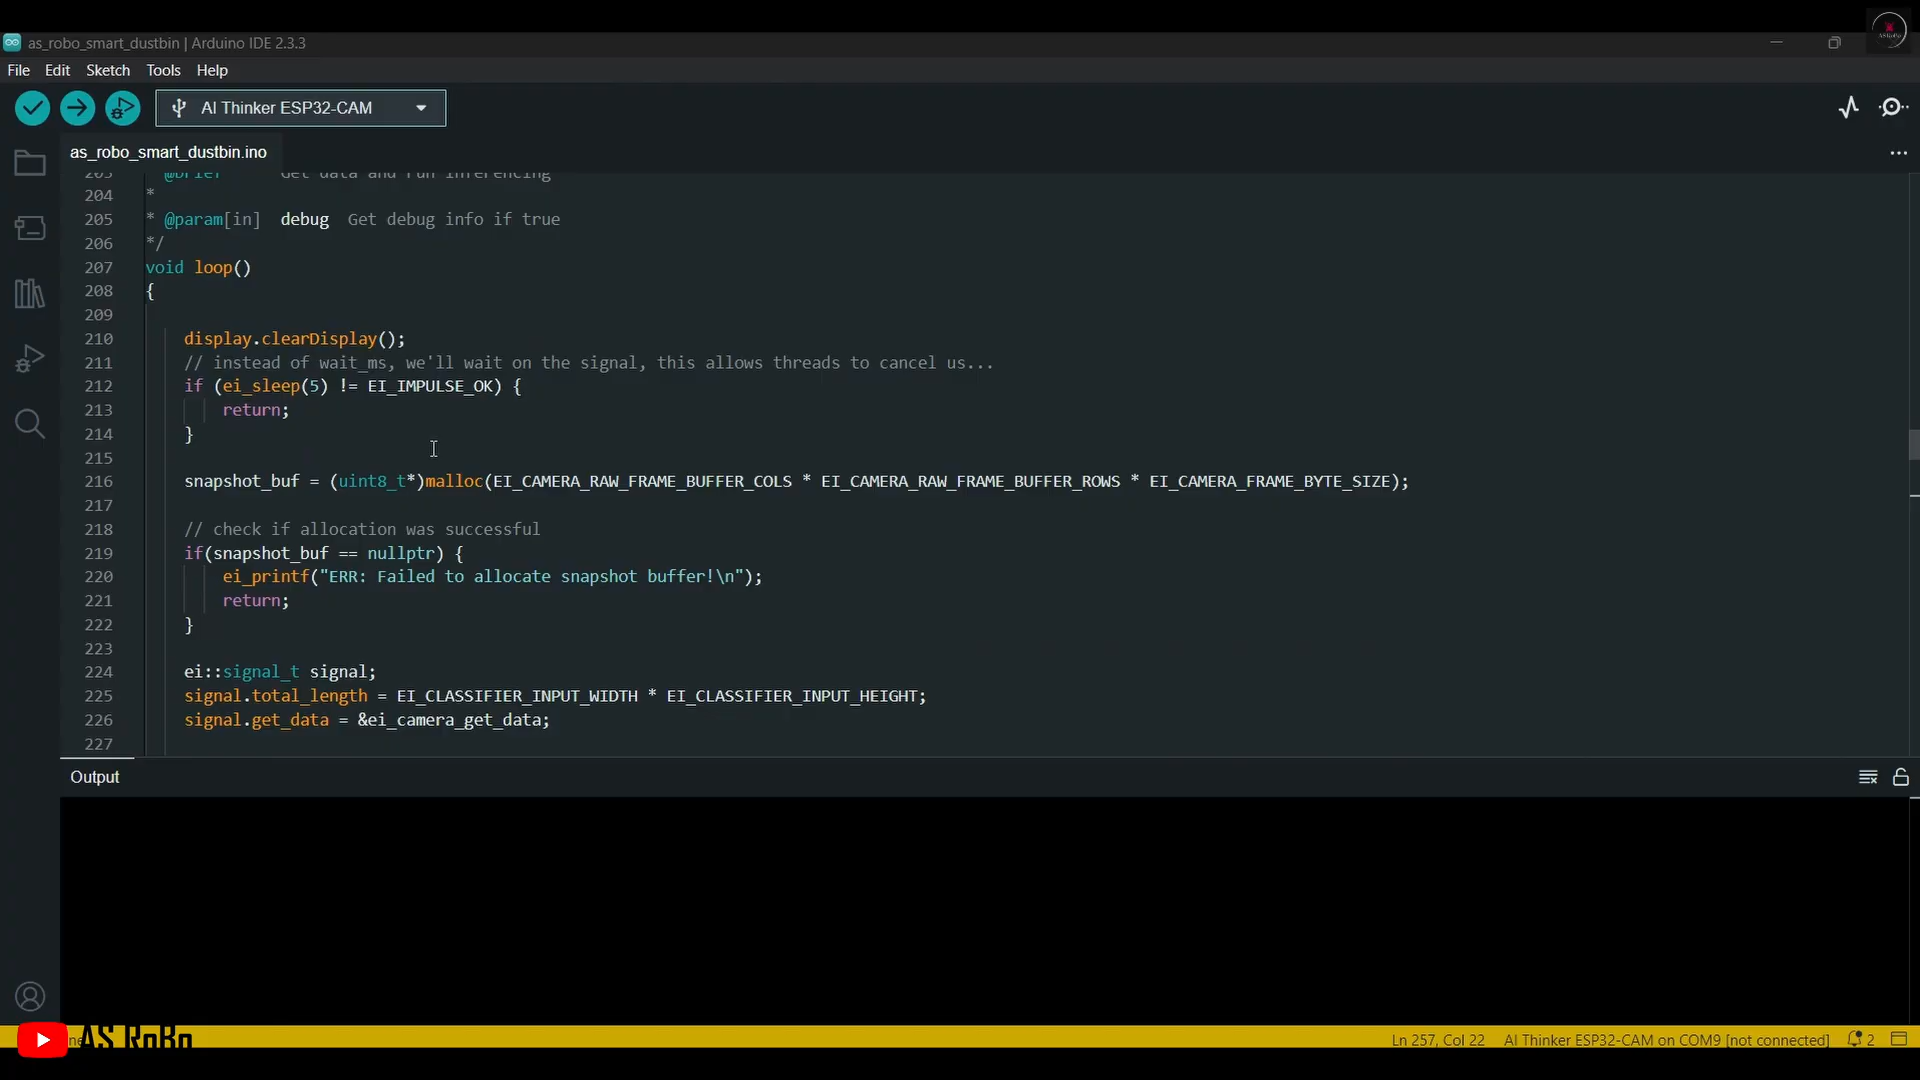 as_robo_smart_dustbin | Arduino IDE 2.3.3
File Edit Sketch Tools Help
AI Thinker ESP32-CAM
as_robo_smart_dustbin.ino
203 @brief Get data and run inferencing
204 *
205 * @param[in] debug Get debug info if true
206 */
207 void loop()
208 {
209
210 display.clearDisplay();
211 // instead of wait_ms, we'll wait on the signal, this allows threads to cancel us...
212 if (ei_sleep(5) != EI_IMPULSE_OK) {
213 return;
214 }
215
216 snapshot_buf = (uint8_t*)malloc(EI_CAMERA_RAW_FRAME_BUFFER_COLS * EI_CAMERA_RAW_FRAME_BUFFER_ROWS * EI_CAMERA_FRAME_BYTE_SIZE);
217
218 // check if allocation was successful
219 if(snapshot_buf == nullptr) {
220 ei_printf("ERR: Failed to allocate snapshot buffer!\n");
221 return;
222 }
223
224 ei::signal_t signal;
225 signal.total_length = EI_CLASSIFIER_INPUT_WIDTH * EI_CLASSIFIER_INPUT_HEIGHT;
226 signal.get_data = &ei_camera_get_data;
227
Output
AS RoBo
Ln 257, Col 22 AI Thinker ESP32-CAM on COM9 [not connected] 2